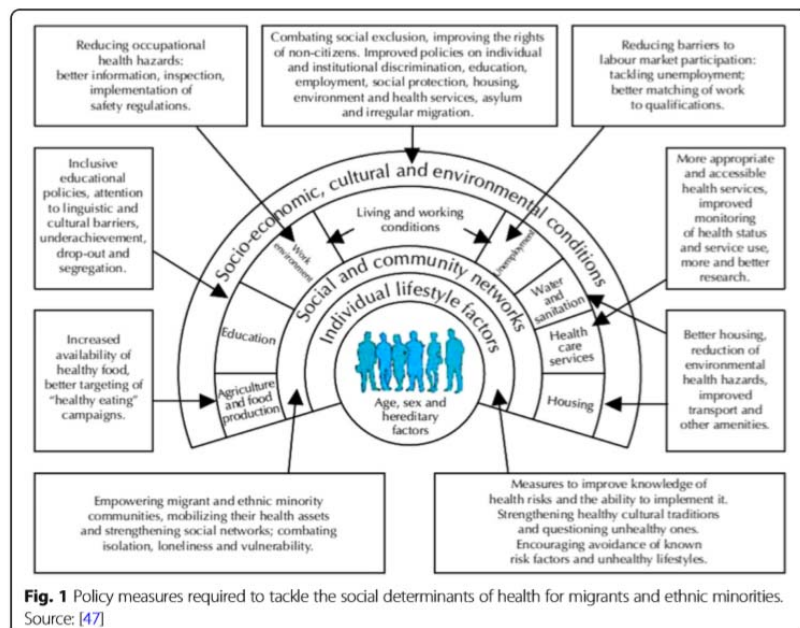 Reducing occupational
health hazards:
better information, inspection,
implementation of
safety regulations.
Combating social exclusion, improving the rights
of non-citizens. Improved policies on individual
and institutional discrimination, education,
employment, social protection, housing,
environment and health services, asylum
and irregular migration.
Reducing barriers to
labour market participation:
tackling unemployment;
better matching of work
to qualifications.
Inclusive
educational
policies, attention
to linguistic and
cultural barriers,
underachievement,
drop-out and
segregation.
More appropriate
and accessible
health services,
improved
monitoring
of health status
and service use,
more and better
research.
Socio-economic, cultural and environmental conditions
Living and working
conditions
Work
environment
Unemployment
Social and community networks
Individual lifestyle factors
Water
and
sanitation
Education
Health
care
services
Agriculture
and food
production
Housing
Age, sex and
hereditary
factors
Increased
availability of
healthy food,
better targeting of
“healthy eating”
campaigns.
Better housing,
reduction of
environmental
health hazards,
improved
transport and
other amenities.
Empowering migrant and ethnic minority
communities, mobilizing their health assets
and strengthening social networks; combating
isolation, loneliness and vulnerability.
Measures to improve knowledge of
health risks and the ability to implement it.
Strengthening healthy cultural traditions
and questioning unhealthy ones.
Encouraging avoidance of known
risk factors and unhealthy lifestyles.
Fig. 1 Policy measures required to tackle the social determinants of health for migrants and ethnic minorities.
Source: [47]